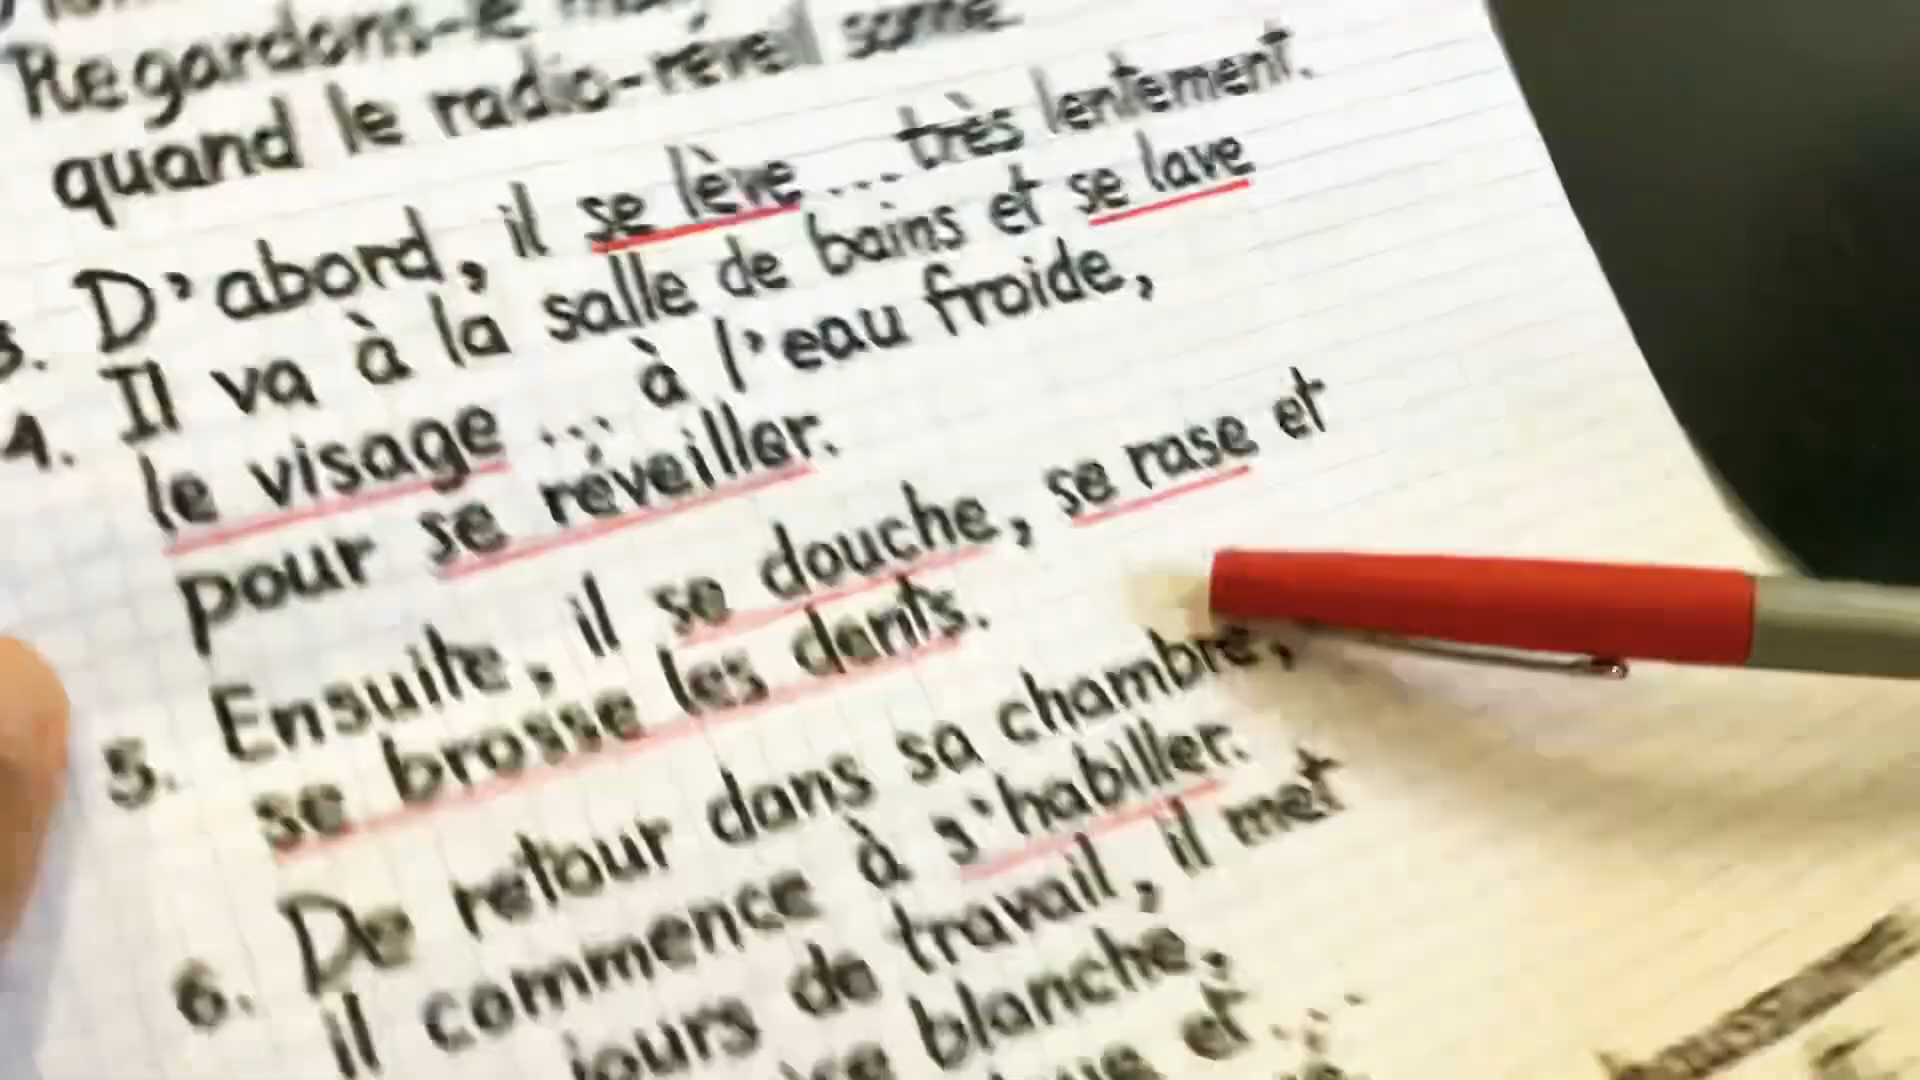 Regardons-le
quand le radio-réveil sonne
3. D'abord, il se lève ... très lentement.
4. Il va à la salle de bains et se lave
le visage ... à l'eau froide,
pour se réveiller.
5. Ensuite, il se douche, se rase et
se brosse les dents.
6. De retour dans sa chambre,
il commence à s'habiller.
jours de travail, il met
blanche,
et ...